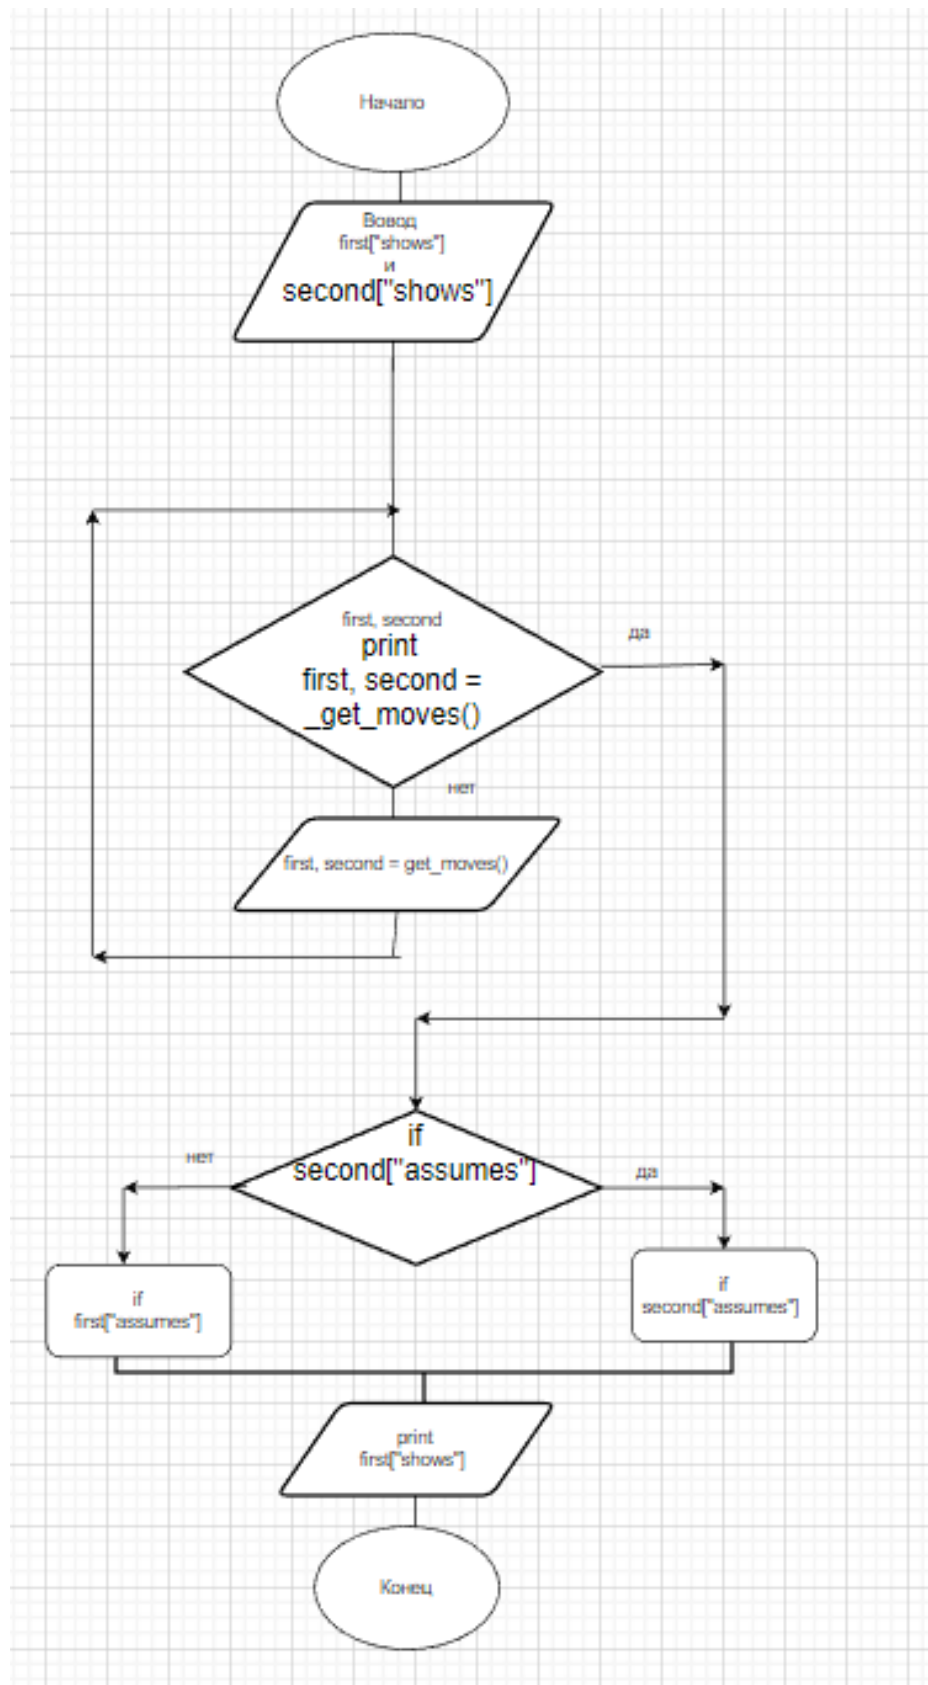 Начало
Вовод
first["shows"]
и
second["shows"]
first, second
print
first, second =
_get_moves()
да
нет
first, second = get_moves()
if
second["assumes"]
нет
да
if
first["assumes"]
if
second["assumes"]
print
first["shows"]
Конец